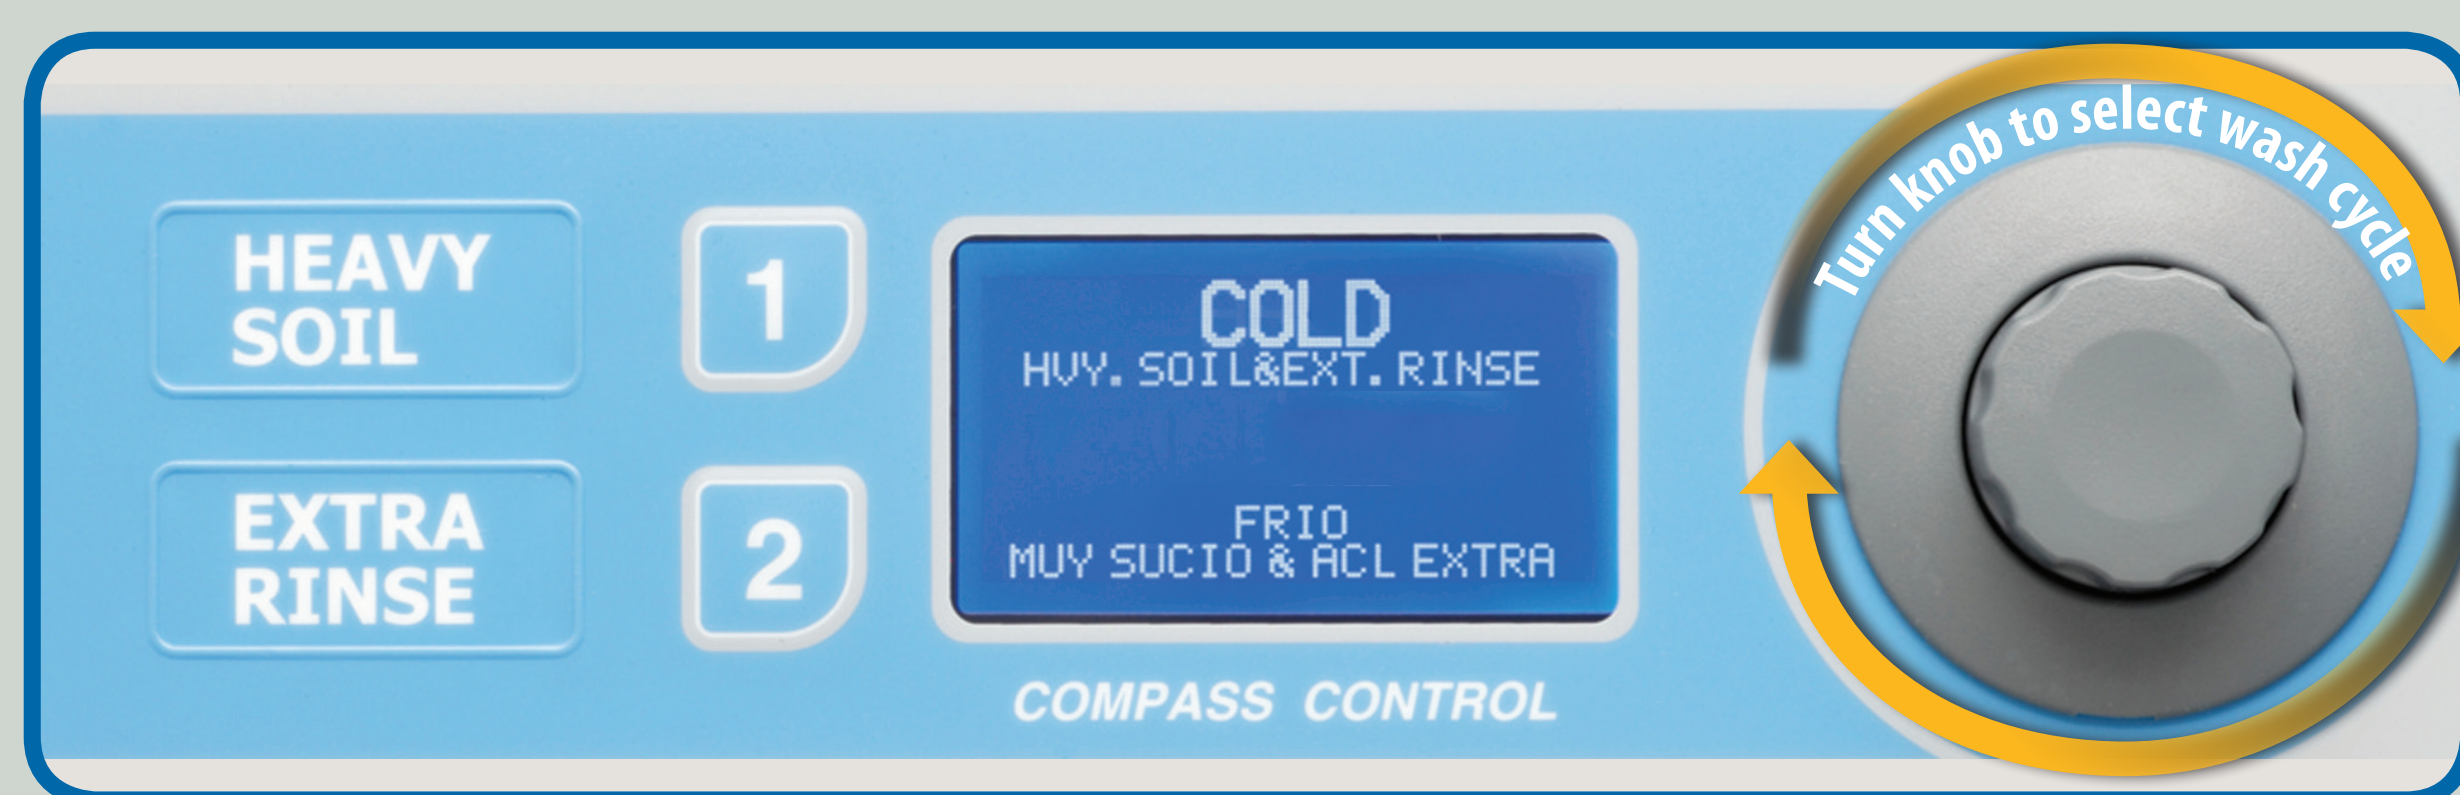 HEAVY
SOIL
1
EXTRA
RINSE
2
COLD
HVY. SOIL&EXT. RINSE
FRIO
MUY SUCIO & ACL EXTRA
COMPASS CONTROL
Turn knob to select wash cycle